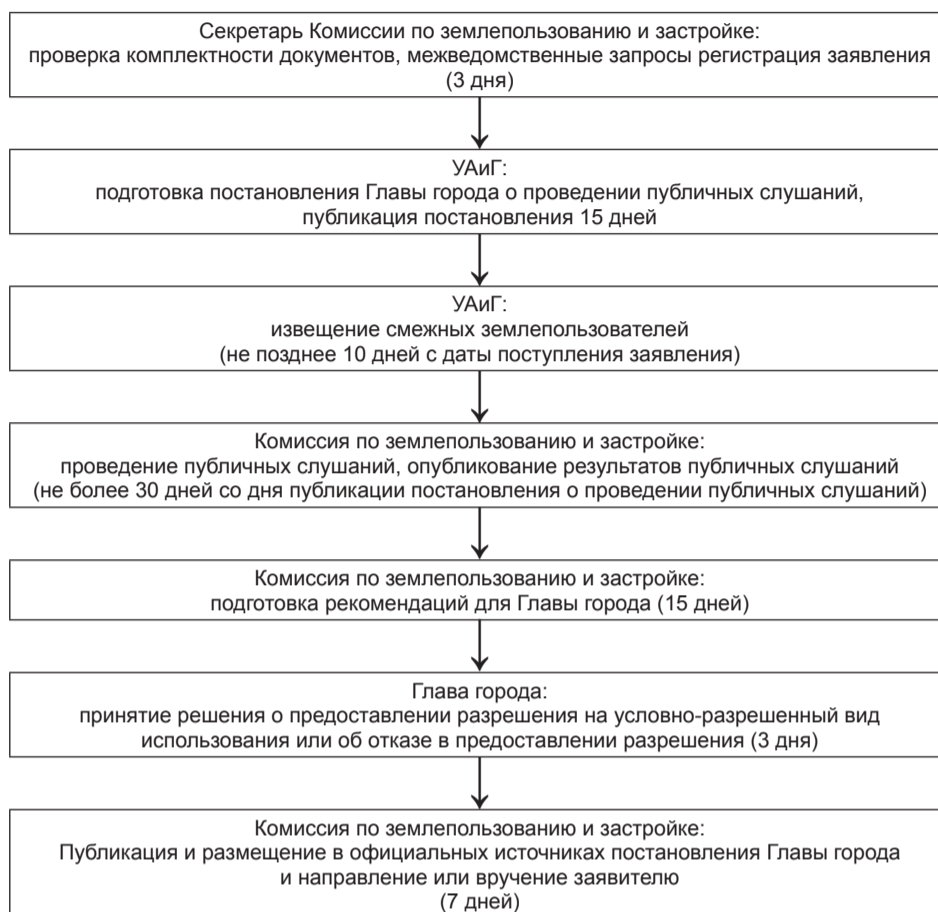 Секретарь Комиссии по землепользованию и застройке:
проверка комплектности документов, межведомственные запросы регистрация заявления
(3 дня)
УАиГ:
подготовка постановления Главы города о проведении публичных слушаний,
публикация постановления 15 дней
УАиГ:
извещение смежных землепользователей
(не позднее 10 дней с даты поступления заявления)
Комиссия по землепользованию и застройке:
проведение публичных слушаний, опубликование результатов публичных слушаний
(не более 30 дней со дня публикации постановления о проведении публичных слушаний)
Комиссия по землепользованию и застройке:
подготовка рекомендаций для Главы города (15 дней)
Глава города:
принятие решения о предоставлении разрешения на условно-разрешенный вид
использования или об отказе в предоставлении разрешения (3 дня)
Комиссия по землепользованию и застройке:
Публикация и размещение в официальных источниках постановления Главы города
и направление или вручение заявителю
(7 дней)